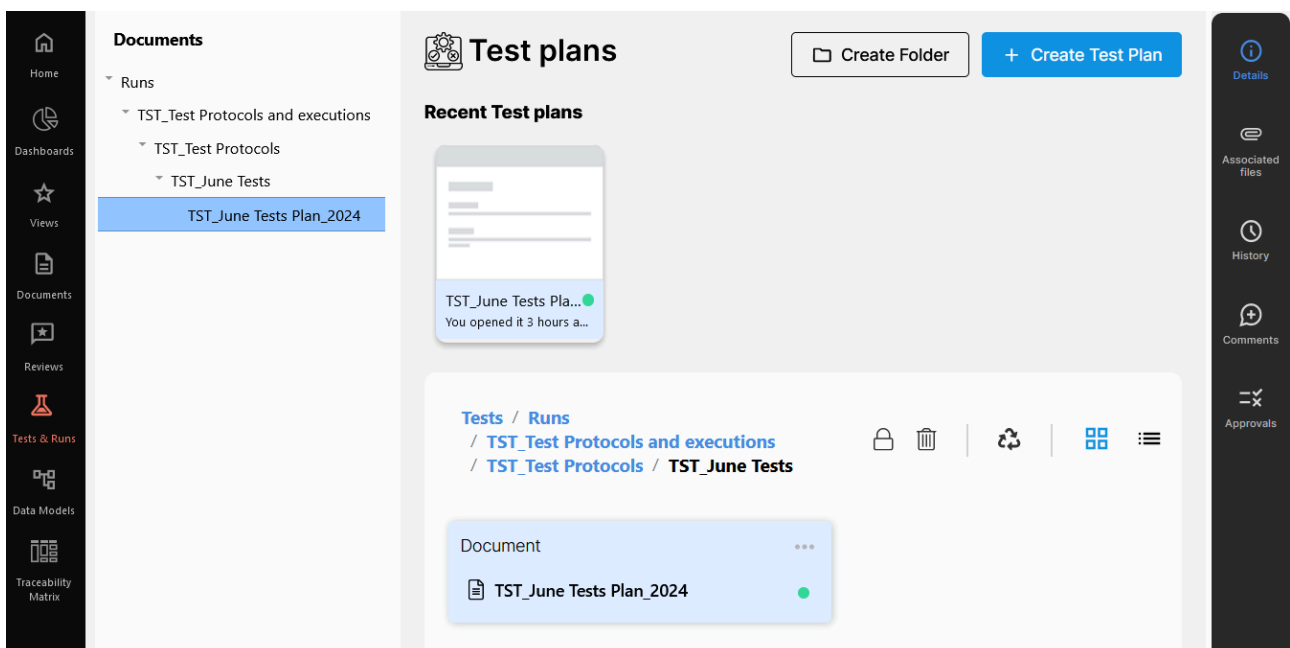 Home
Dashboards
Views
Documents
Reviews
Tests & Runs
Data Models
Traceability
Matrix
Documents
Runs
TST_Test Protocols and executions
TST_Test Protocols
TST_June Tests
TST_June Tests Plan_2024
Test plans
Create Folder
+ Create Test Plan
Recent Test plans
TST_June Tests Pla...
You opened it 3 hours a...
Tests / Runs
/ TST_Test Protocols and executions
/ TST_Test Protocols / TST_June Tests
Document
TST_June Tests Plan_2024
Details
Associated
files
History
Comments
Approvals